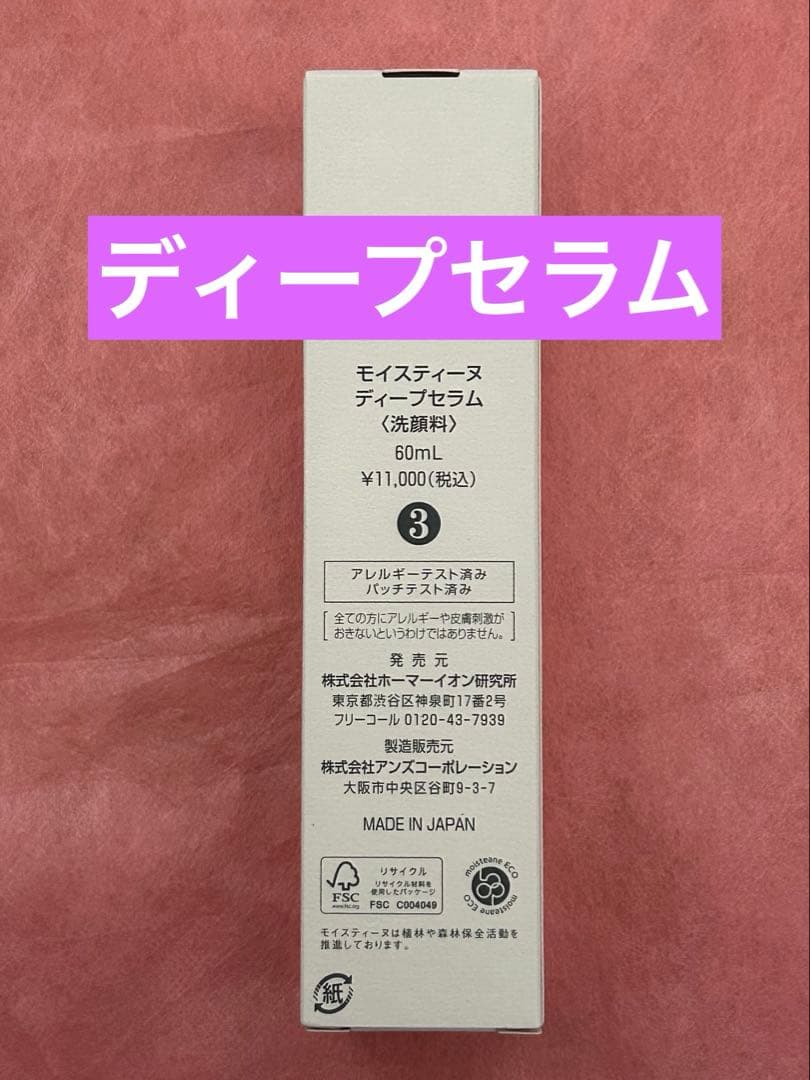 ディープセラム
モイスティーヌ
ディープセラム
〈洗顔料〉
60mL
¥11,000(税込)
3
アレルギーテスト済み
パッチテスト済み
全ての方にアレルギーや皮膚刺激が
おきないというわけではありません。
発売元
株式会社ホーマーイオン研究所
東京都渋谷区神泉町17番2号
フリーコール 0120-43-7939
製造販売元
株式会社アンズコーポレーション
大阪市中央区谷町9-3-7
MADE IN JAPAN
FSC
www.fsc.org
リサイクル
リサイクル材料を
使用したパッケージ
FSC C004049
moisteane ECO
moisteane ECO
モイスティーヌは植林や森林保全活動を
推進しております。
紙